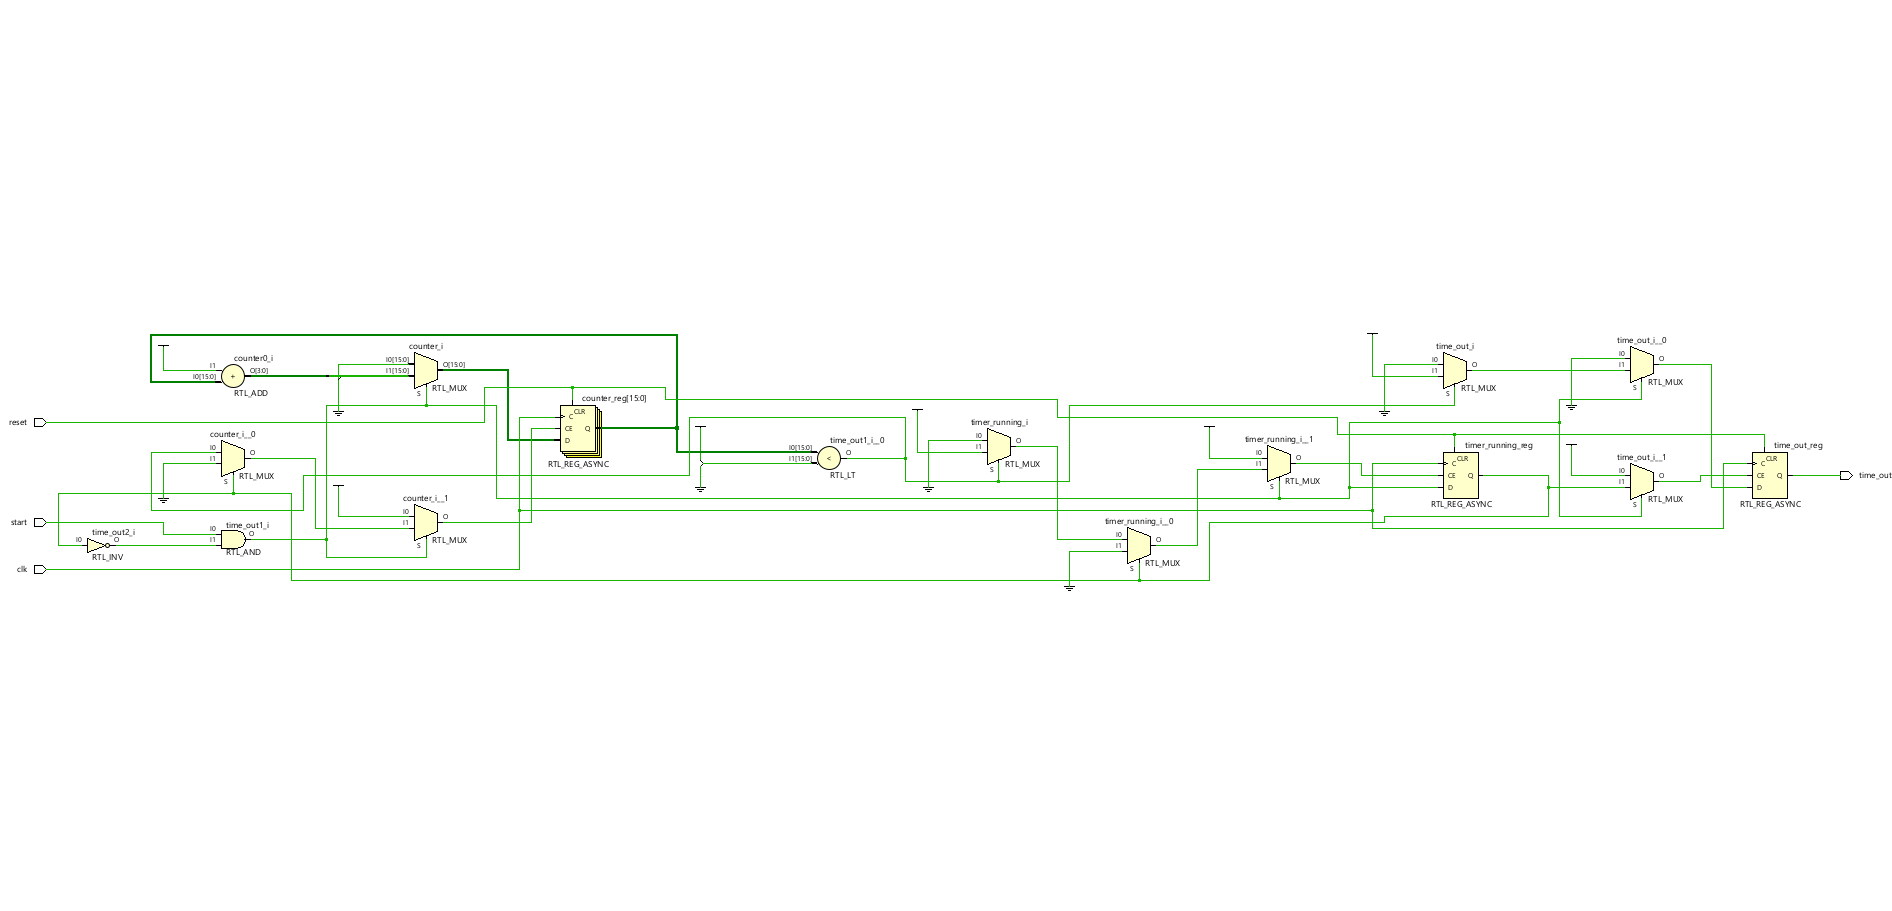 reset
start
clk
counter0_i
I1
I0[15:0]
O[3:0]
+
RTL_ADD
counter_i
I0[15:0]
I1[15:0]
O[15:0]
S
RTL_MUX
counter_i__0
I0
I1
O
S
RTL_MUX
time_out2_i
I0
O
RTL_INV
time_out1_i
I0
I1
O
RTL_AND
counter_i__1
I0
I1
O
S
RTL_MUX
counter_reg[15:0]
CLR
C
CE
Q
D
RTL_REG_ASYNC
time_out1_i__0
I0[15:0]
I1[15:0]
O
<
RTL_LT
timer_running_i
I0
I1
O
S
RTL_MUX
timer_running_i__0
I0
I1
O
S
RTL_MUX
timer_running_i__1
I0
I1
O
S
RTL_MUX
time_out_i
I0
I1
O
S
RTL_MUX
timer_running_reg
CLR
C
CE
Q
D
RTL_REG_ASYNC
time_out_i__0
I0
I1
O
S
RTL_MUX
time_out_i__1
I0
I1
O
S
RTL_MUX
time_out_reg
CLR
C
CE
Q
D
RTL_REG_ASYNC
time_out